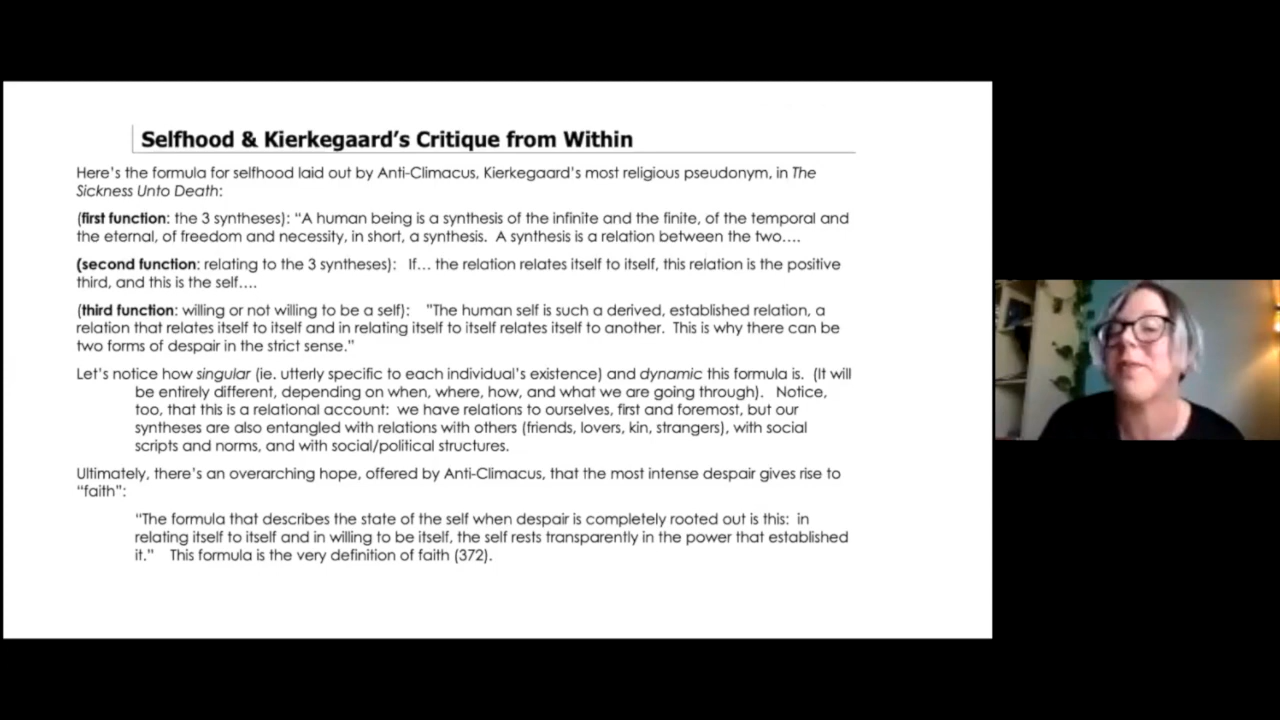 Selfhood & Kierkegaard's Critique from Within
Here's the formula for selfhood laid out by Anti-Climacus, Kierkegaard's most religious pseudonym, in The
Sickness Unto Death:
(first function: the 3 syntheses): "A human being is a synthesis of the infinite and the finite, of the temporal and
the eternal, of freedom and necessity, in short, a synthesis.  A synthesis is a relation between the two….
(second function: relating to the 3 syntheses):   If… the relation relates itself to itself, this relation is the positive
third, and this is the self….
(third function: willing or not willing to be a self):    "The human self is such a derived, established relation, a
relation that relates itself to itself and in relating itself to itself relates itself to another.  This is why there can be
two forms of despair in the strict sense."
Let's notice how singular (ie. utterly specific to each individual's existence) and dynamic this formula is.  (It will
be entirely different, depending on when, where, how, and what we are going through).   Notice,
too, that this is a relational account:  we have relations to ourselves, first and foremost, but our
syntheses are also entangled with relations with others (friends, lovers, kin, strangers), with social
scripts and norms, and with social/political structures.
Ultimately, there's an overarching hope, offered by Anti-Climacus, that the most intense despair gives rise to
"faith":
"The formula that describes the state of the self when despair is completely rooted out is this:  in
relating itself to itself and in willing to be itself, the self rests transparently in the power that established
it."    This formula is the very definition of faith (372).